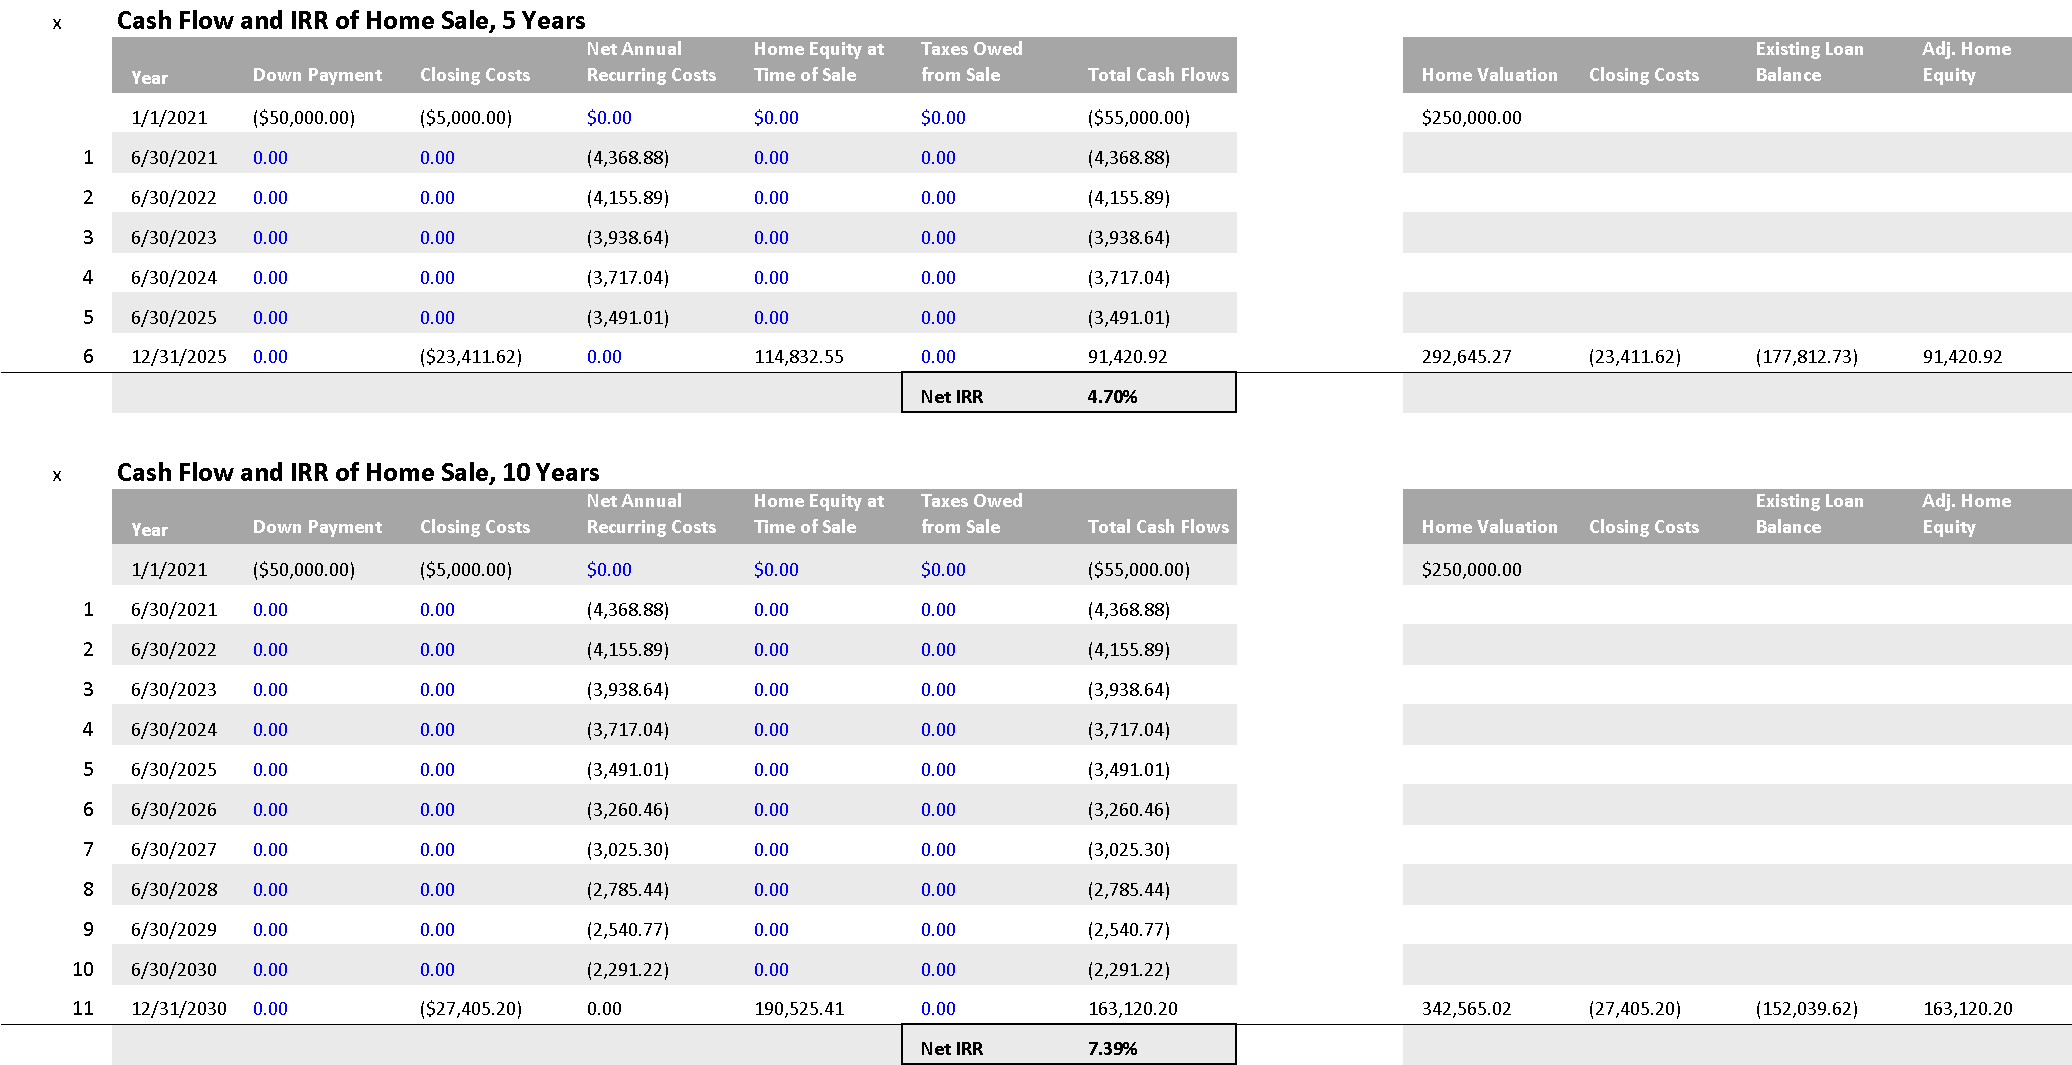 x Cash Flow and IRR of Home Sale, 5 Years
Net Annual Home Equity at Taxes Owed Existing Loan Adj. Home
Year Down Payment Closing Costs Recurring Costs Time of Sale from Sale Total Cash Flows Home Valuation Closing Costs Balance Equity
1/1/2021 ($50,000.00) ($5,000.00) $0.00 $0.00 $0.00 ($55,000.00) $250,000.00
1 6/30/2021 0.00 0.00 (4,368.88) 0.00 0.00 (4,368.88)
2 6/30/2022 0.00 0.00 (4,155.89) 0.00 0.00 (4,155.89)
3 6/30/2023 0.00 0.00 (3,938.64) 0.00 0.00 (3,938.64)
4 6/30/2024 0.00 0.00 (3,717.04) 0.00 0.00 (3,717.04)
5 6/30/2025 0.00 0.00 (3,491.01) 0.00 0.00 (3,491.01)
6 12/31/2025 0.00 ($23,411.62) 0.00 114,832.55 0.00 91,420.92 292,645.27 (23,411.62) (177,812.73) 91,420.92
Net IRR 4.70%
x Cash Flow and IRR of Home Sale, 10 Years
Net Annual Home Equity at Taxes Owed Existing Loan Adj. Home
Year Down Payment Closing Costs Recurring Costs Time of Sale from Sale Total Cash Flows Home Valuation Closing Costs Balance Equity
1/1/2021 ($50,000.00) ($5,000.00) $0.00 $0.00 $0.00 ($55,000.00) $250,000.00
1 6/30/2021 0.00 0.00 (4,368.88) 0.00 0.00 (4,368.88)
2 6/30/2022 0.00 0.00 (4,155.89) 0.00 0.00 (4,155.89)
3 6/30/2023 0.00 0.00 (3,938.64) 0.00 0.00 (3,938.64)
4 6/30/2024 0.00 0.00 (3,717.04) 0.00 0.00 (3,717.04)
5 6/30/2025 0.00 0.00 (3,491.01) 0.00 0.00 (3,491.01)
6 6/30/2026 0.00 0.00 (3,260.46) 0.00 0.00 (3,260.46)
7 6/30/2027 0.00 0.00 (3,025.30) 0.00 0.00 (3,025.30)
8 6/30/2028 0.00 0.00 (2,785.44) 0.00 0.00 (2,785.44)
9 6/30/2029 0.00 0.00 (2,540.77) 0.00 0.00 (2,540.77)
10 6/30/2030 0.00 0.00 (2,291.22) 0.00 0.00 (2,291.22)
11 12/31/2030 0.00 ($27,405.20) 0.00 190,525.41 0.00 163,120.20 342,565.02 (27,405.20) (152,039.62) 163,120.20
Net IRR 7.39%